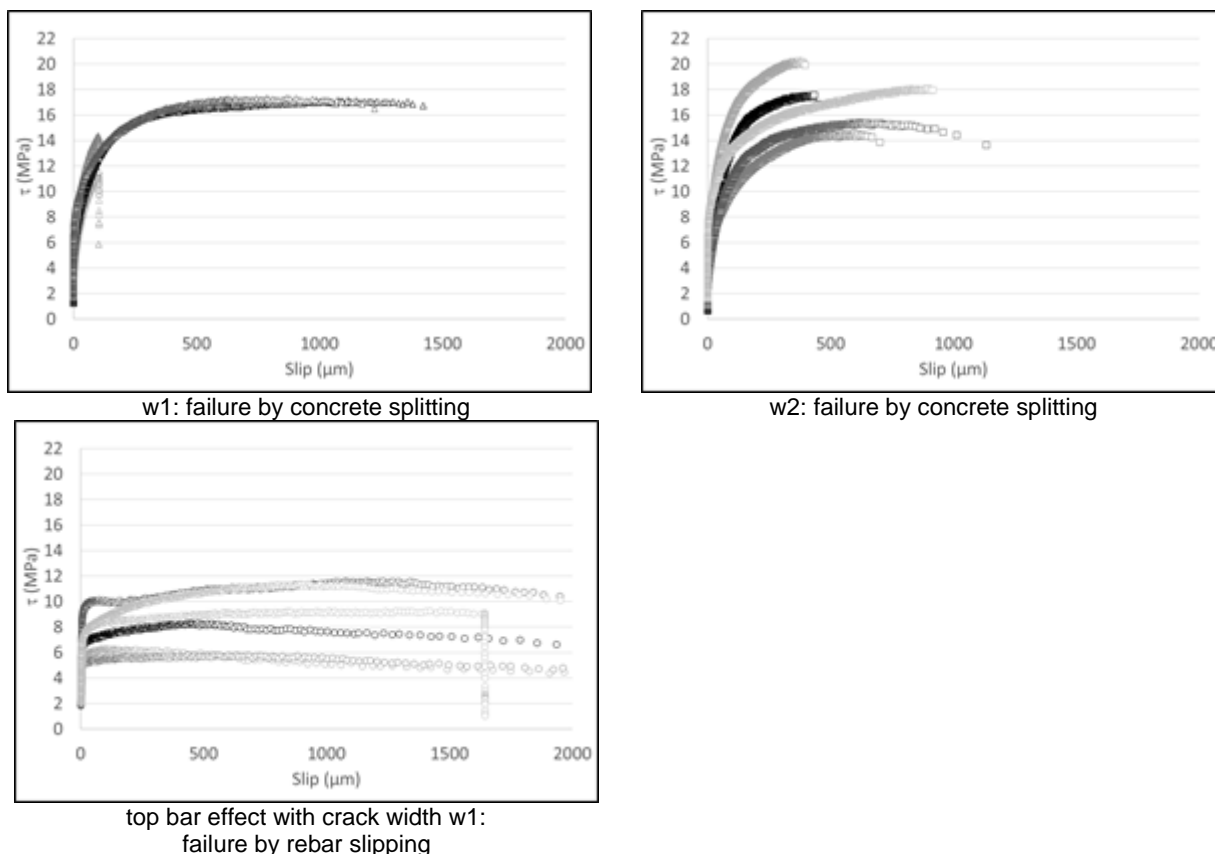 22
20
18
16
14
12
10
8
6
4
2
0
τ (MPa)
0 500 1000 1500 2000
Slip (μm)
w1: failure by concrete splitting
22
20
18
16
14
12
10
8
6
4
2
0
τ (MPa)
0 500 1000 1500 2000
Slip (μm)
w2: failure by concrete splitting
22
20
18
16
14
12
10
8
6
4
2
0
τ (MPa)
0 500 1000 1500 2000
Slip (μm)
top bar effect with crack width w1:
failure by rebar slipping